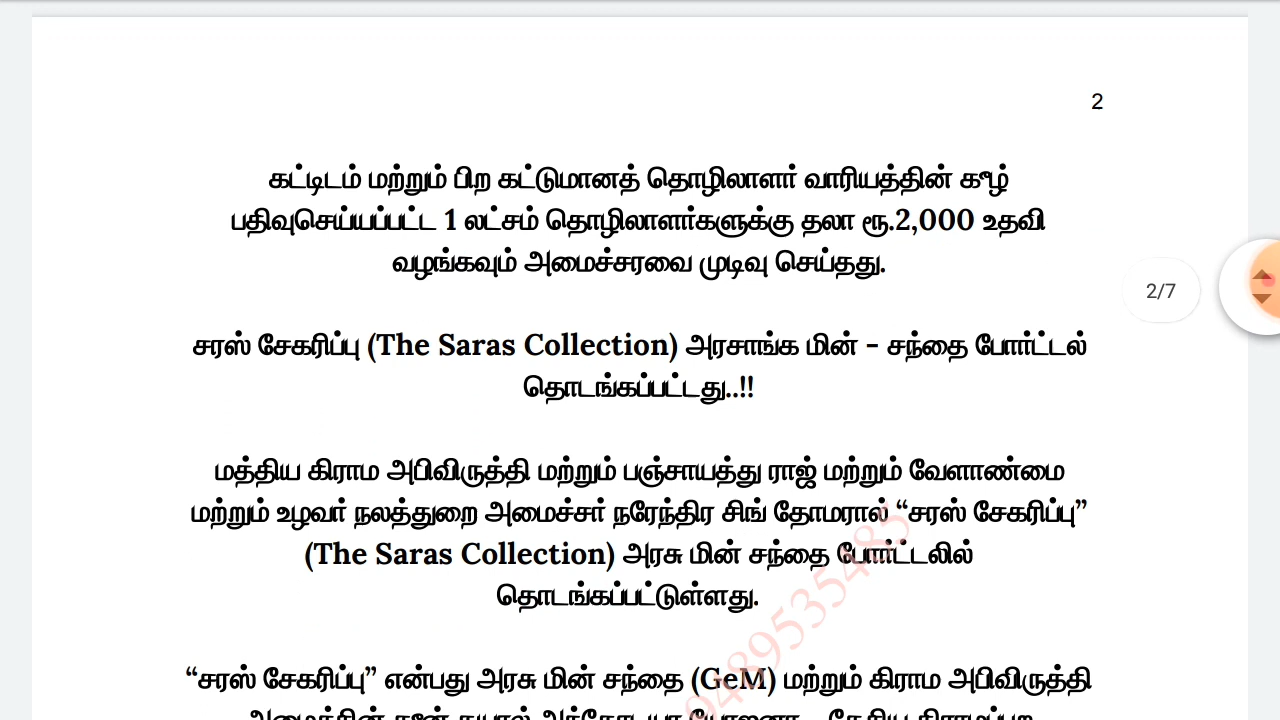 2
கட்டிடம் மற்றும் பிற கட்டுமானத் தொழிலாளர் வாரியத்தின் கீழ்
பதிவுசெய்யப்பட்ட 1 லட்சம் தொழிலாளர்களுக்கு தலா ரூ.2,000 உதவி
வழங்கவும் அமைச்சரவை முடிவு செய்தது.
2/7
சரஸ் சேகரிப்பு (The Saras Collection) அரசாங்க மின் - சந்தை போர்ட்டல்
தொடங்கப்பட்டது..!!
மத்திய கிராம அபிவிருத்தி மற்றும் பஞ்சாயத்து ராஜ் மற்றும் வேளாண்மை
மற்றும் உழவர் நலத்துறை அமைச்சர் நரேந்திர சிங் தோமரால் “சரஸ் சேகரிப்பு”
(The Saras Collection) அரசு மின் சந்தை போர்ட்டலில்
தொடங்கப்பட்டுள்ளது.
9489535485
“சரஸ் சேகரிப்பு” என்பது அரசு மின் சந்தை (GeM) மற்றும் கிராம அபிவிருத்தி